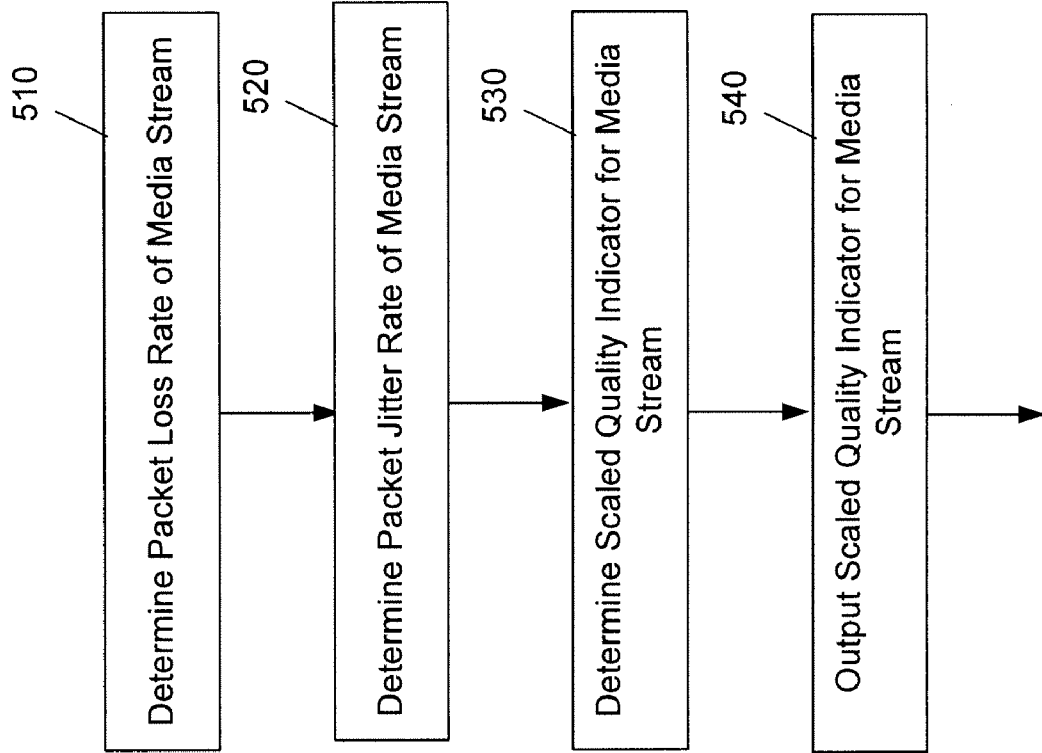 510
Determine Packet Loss Rate of Media Stream
520
Determine Packet Jitter Rate of Media Stream
530
Determine Scaled Quality Indicator for Media
Stream
540
Output Scaled Quality Indicator for Media
Stream